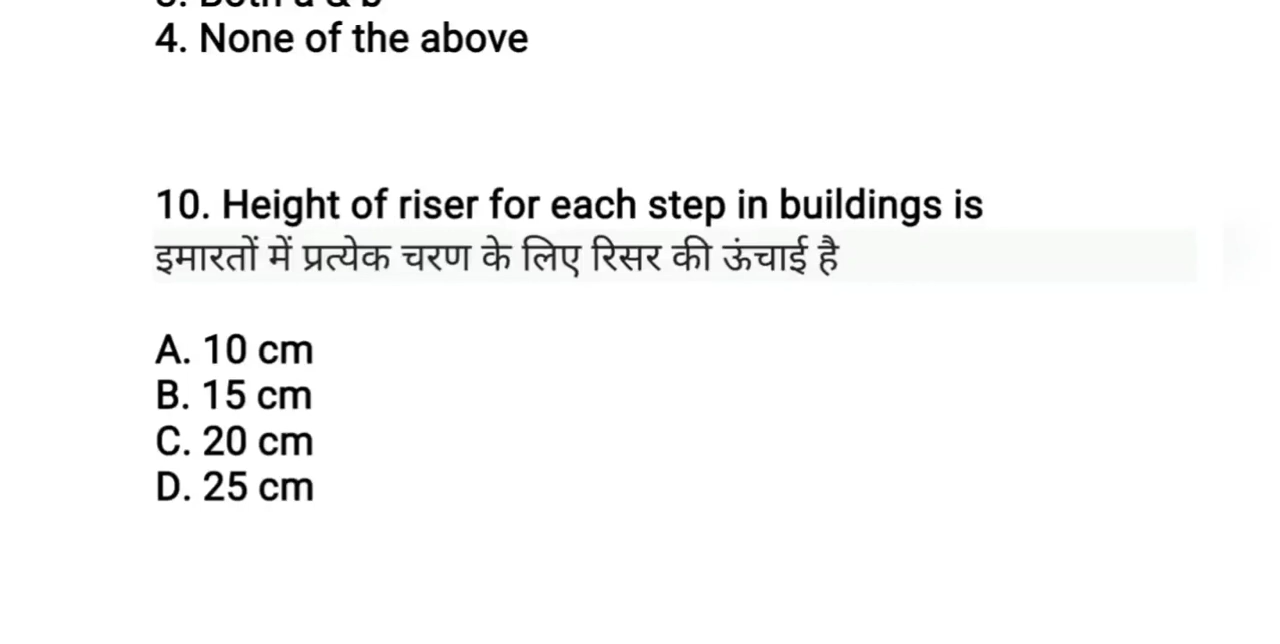 4. None of the above
10. Height of riser for each step in buildings is
इमारतों में प्रत्येक चरण के लिए रिसर की ऊंचाई है
A. 10 cm
B. 15 cm
C. 20 cm
D. 25 cm